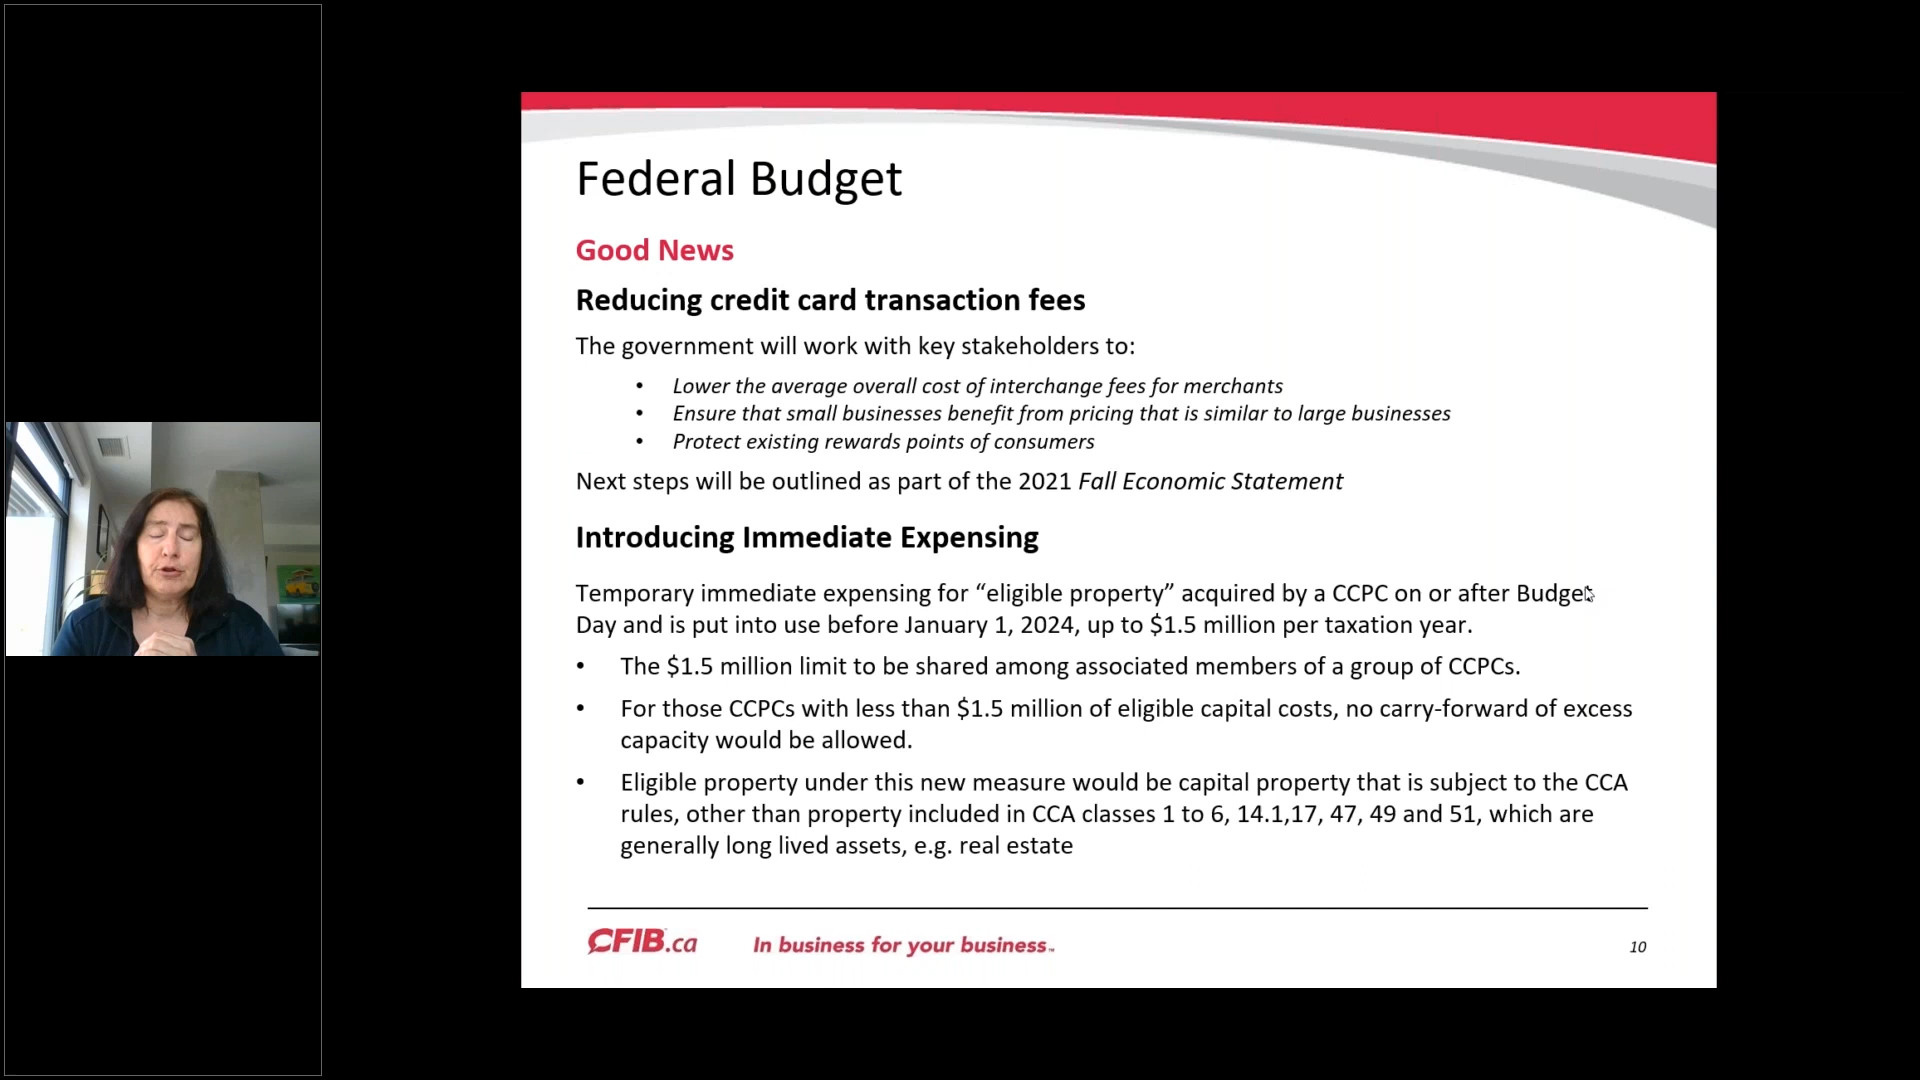 Federal Budget
Good News
Reducing credit card transaction fees
The government will work with key stakeholders to:
• Lower the average overall cost of interchange fees for merchants
• Ensure that small businesses benefit from pricing that is similar to large businesses
• Protect existing rewards points of consumers
Next steps will be outlined as part of the 2021 Fall Economic Statement
Introducing Immediate Expensing
Temporary immediate expensing for “eligible property” acquired by a CCPC on or after Budget
Day and is put into use before January 1, 2024, up to $1.5 million per taxation year.
• The $1.5 million limit to be shared among associated members of a group of CCPCs.
• For those CCPCs with less than $1.5 million of eligible capital costs, no carry-forward of excess
capacity would be allowed.
• Eligible property under this new measure would be capital property that is subject to the CCA
rules, other than property included in CCA classes 1 to 6, 14.1,17, 47, 49 and 51, which are
generally long lived assets, e.g. real estate
CFIB.ca In business for your business™ 10